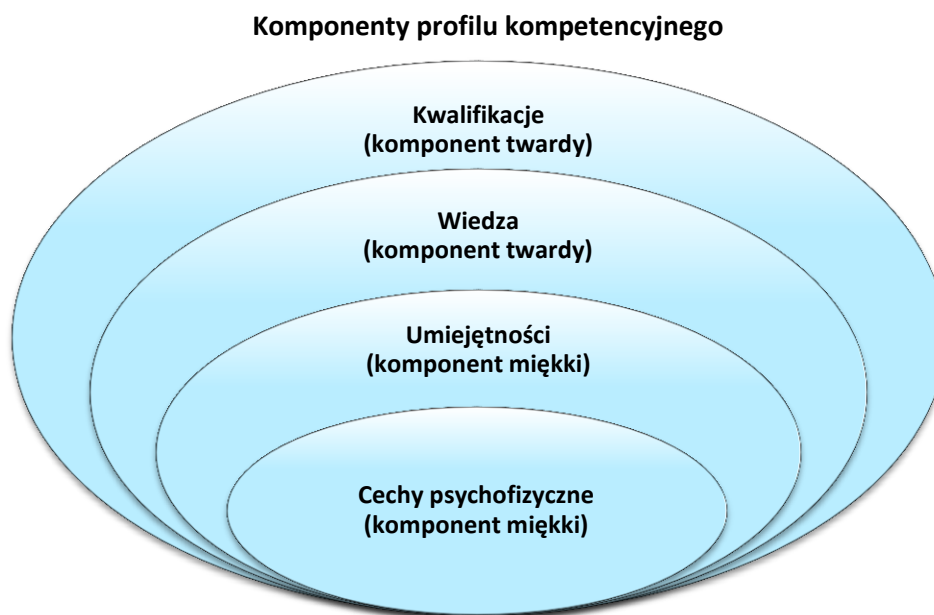 Komponenty profilu kompetencyjnego
Kwalifikacje
(komponent twardy)
Wiedza
(komponent twardy)
Umiejętności
(komponent miękki)
Cechy psychofizyczne
(komponent miękki)